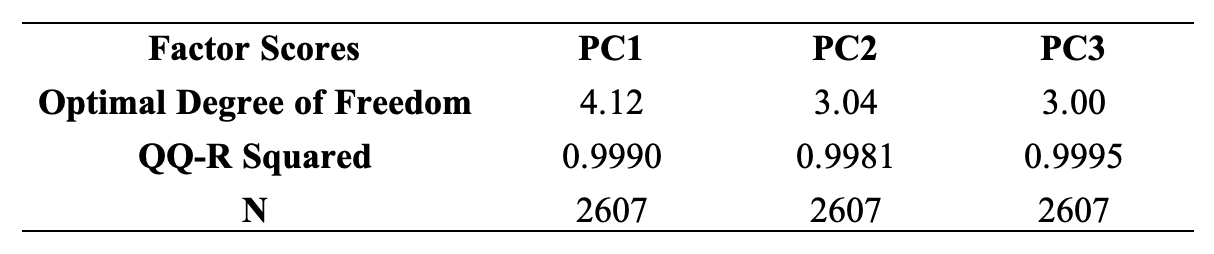 Factor Scores PC1 PC2 PC3
Optimal Degree of Freedom 4.12 3.04 3.00
QQ-R Squared 0.9990 0.9981 0.9995
N 2607 2607 2607